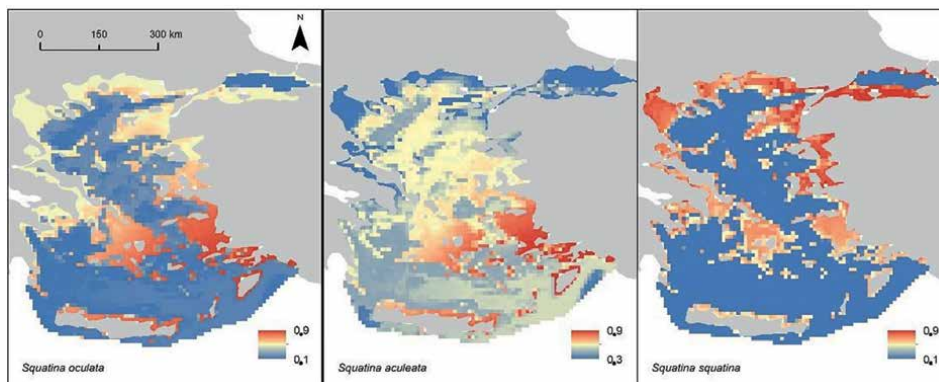 0 150 300 km
N
0.9
0.1
Squatina oculata
0.9
0.3
Squatina aculeata
0.9
0.1
Squatina squatina